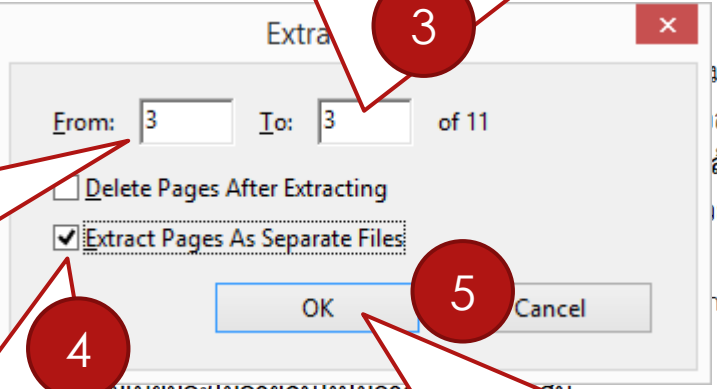 Extra
3
From: 3 To: 3 of 11
Delete Pages After Extracting
Extract Pages As Separate Files
OK
5
Cancel
4